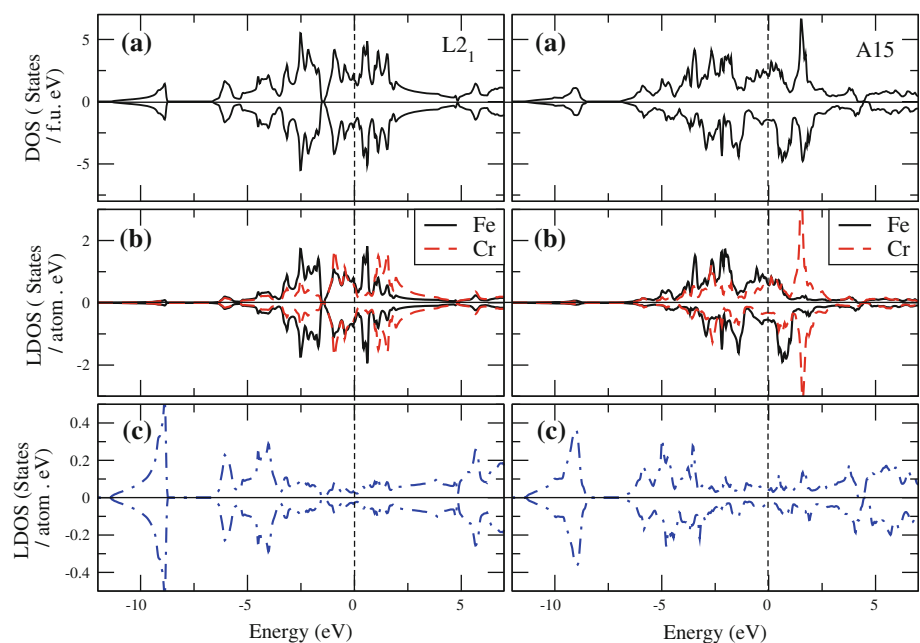 (a)
L2₁
(a)
A15
DOS ( States
/ f.u. eV)
5
0
-5
(b)
Fe
Cr
(b)
Fe
Cr
LDOS ( States
/ atom . eV)
2
0
-2
(c)
(c)
LDOS (States
/ atom . eV)
0.4
0.2
0
-0.2
-0.4
-10
-5
0
5
-10
-5
0
5
Energy (eV)
Energy (eV)